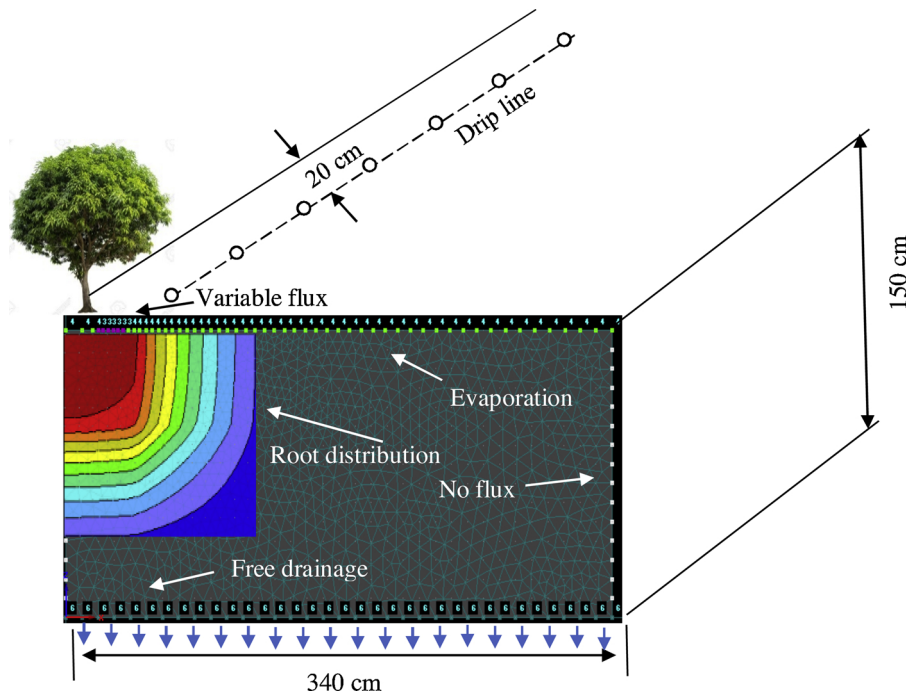 Drip line
20 cm
Variable flux
150 cm
Evaporation
Root distribution
No flux
Free drainage
340 cm